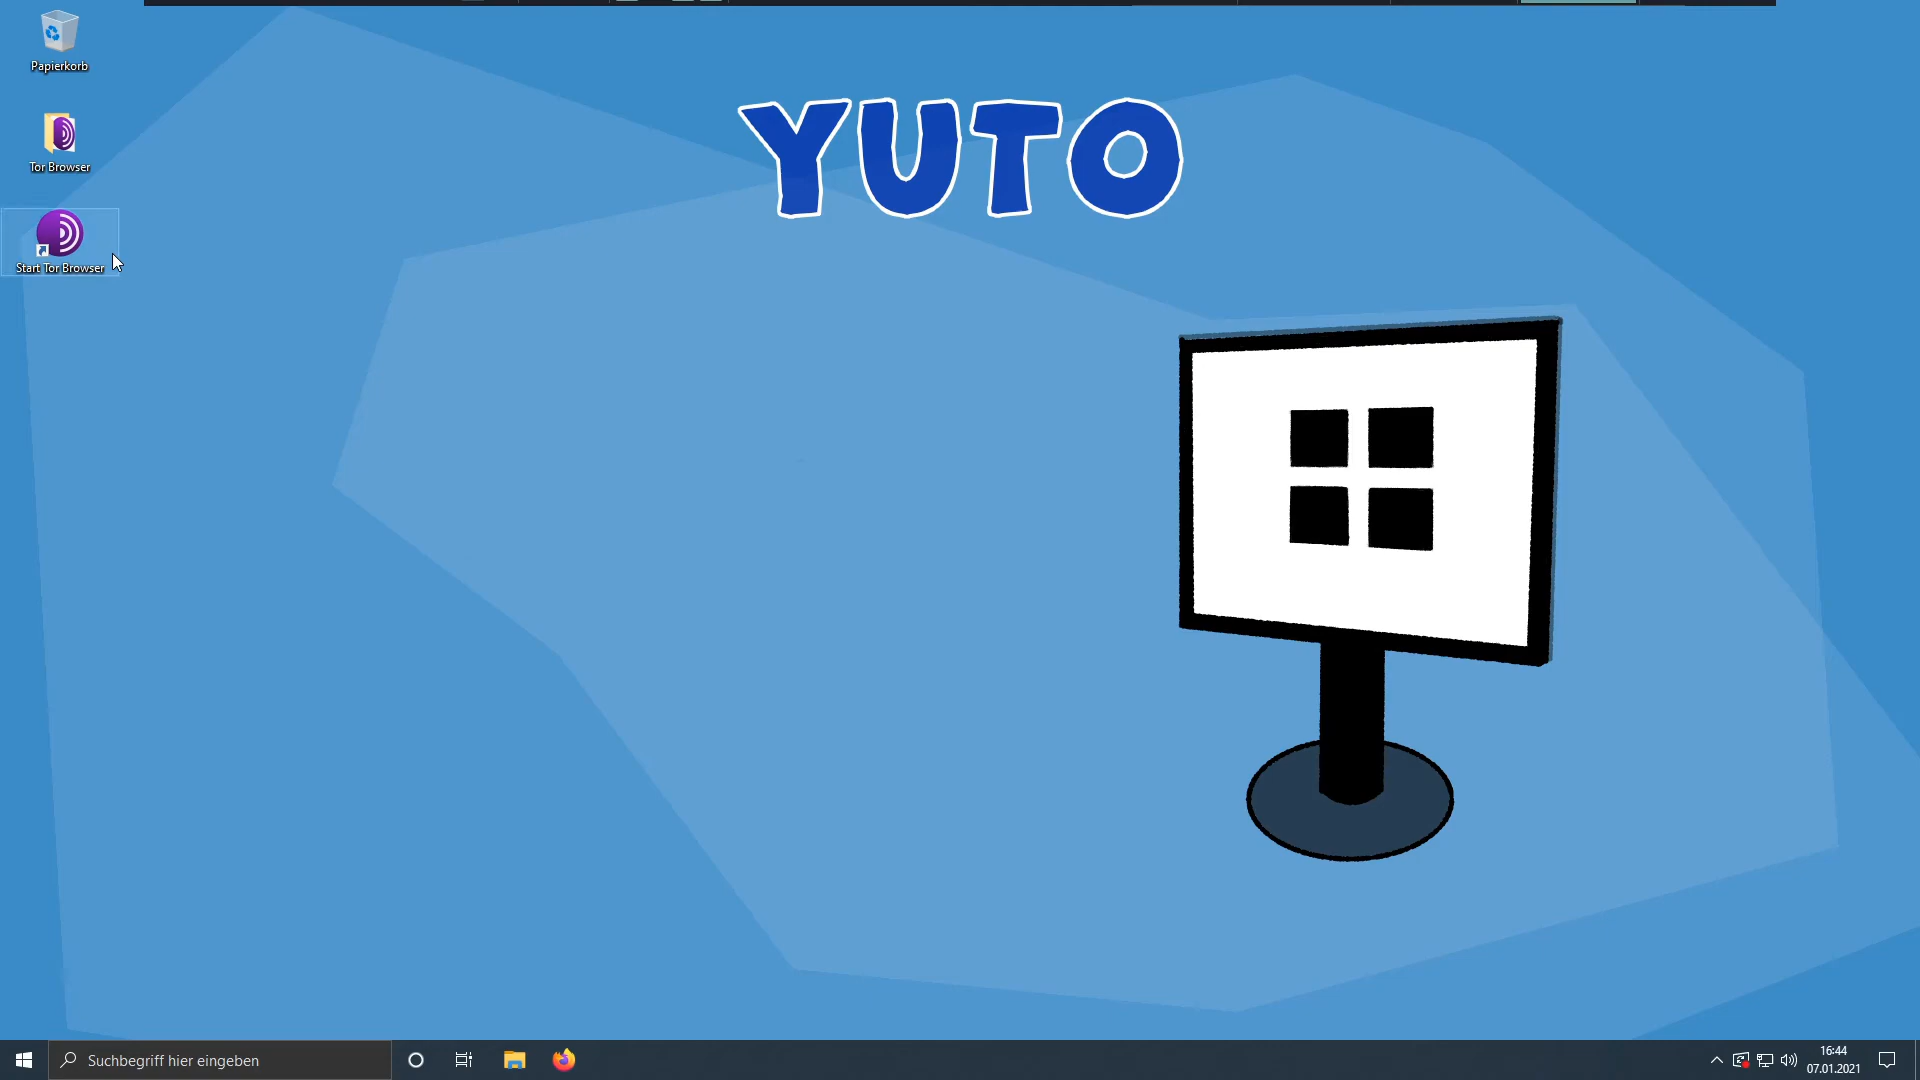 Papierkorb
YUTO
Tor Browser
Start Tor Browser
Suchbegriff hier eingeben
16:44
07.01.2021